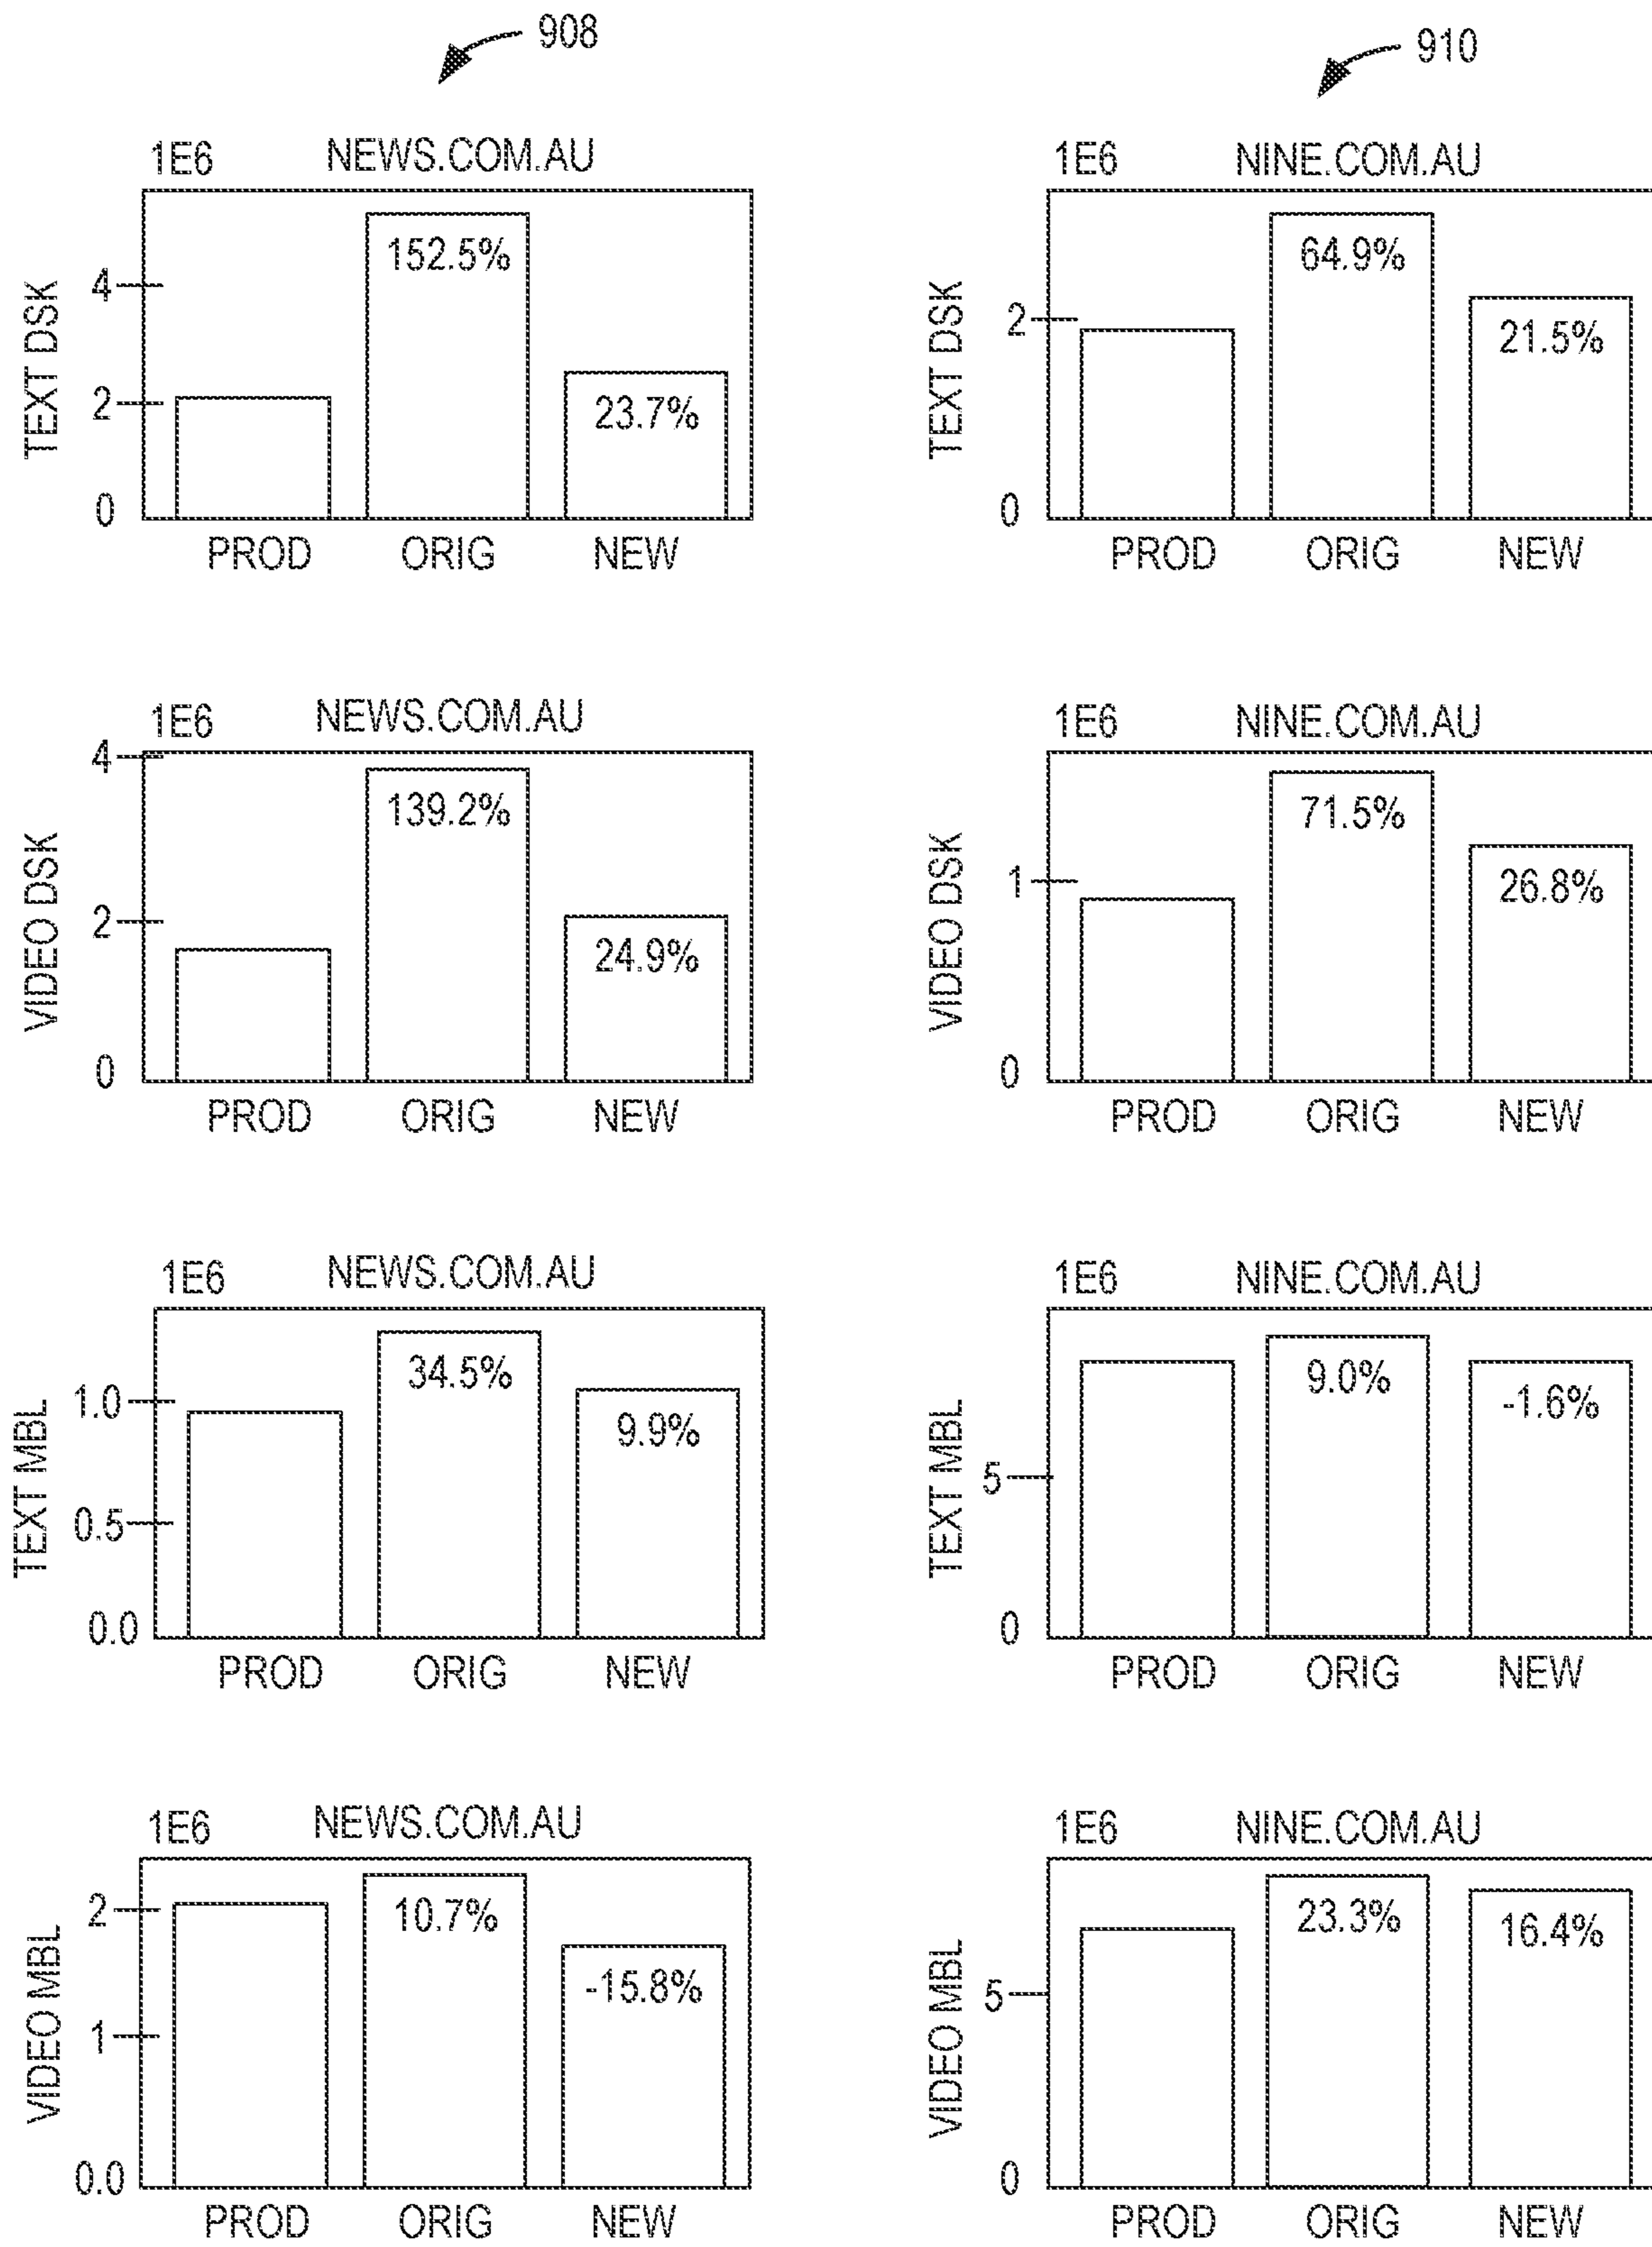 908
1E6 NEWS.COM.AU
TEXT DSK
4
2
0
152.5%
23.7%
PROD ORIG NEW
1E6 NEWS.COM.AU
VIDEO DSK
4
2
0
139.2%
24.9%
PROD ORIG NEW
1E6 NEWS.COM.AU
TEXT MBL
1.0
0.5
0.0
34.5%
9.9%
PROD ORIG NEW
1E6 NEWS.COM.AU
VIDEO MBL
2
1
0.0
10.7%
-15.8%
PROD ORIG NEW
910
1E6 NINE.COM.AU
TEXT DSK
2
0
64.9%
21.5%
PROD ORIG NEW
1E6 NINE.COM.AU
VIDEO DSK
1
0
71.5%
26.8%
PROD ORIG NEW
1E6 NINE.COM.AU
TEXT MBL
5
0
9.0%
-1.6%
PROD ORIG NEW
1E6 NINE.COM.AU
VIDEO MBL
5
0
23.3%
16.4%
PROD ORIG NEW